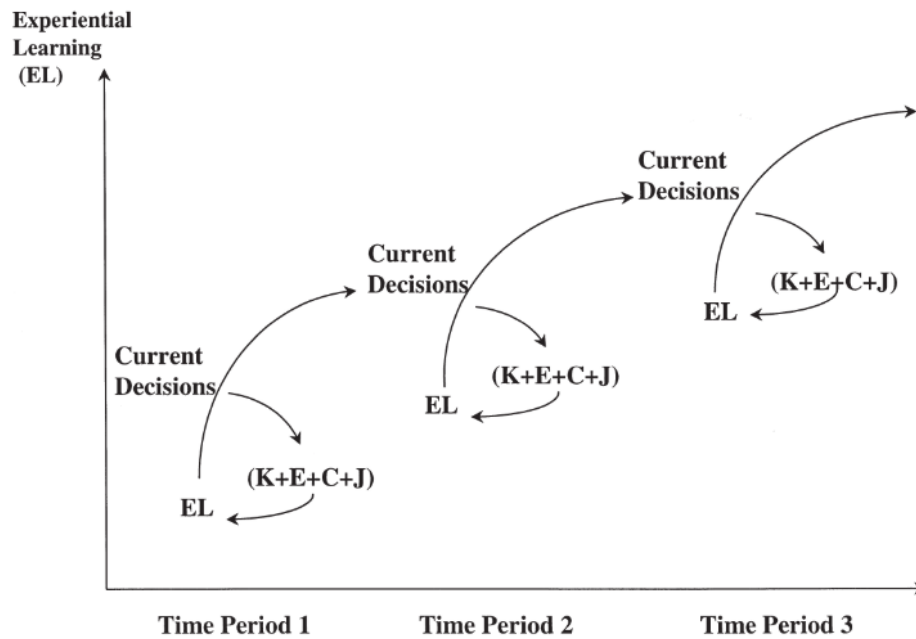 Experiential
Learning
(EL)
Current
Decisions
EL
(K+E+C+J)
Current
Decisions
EL
(K+E+C+J)
Current
Decisions
EL
(K+E+C+J)
Time Period 1
Time Period 2
Time Period 3